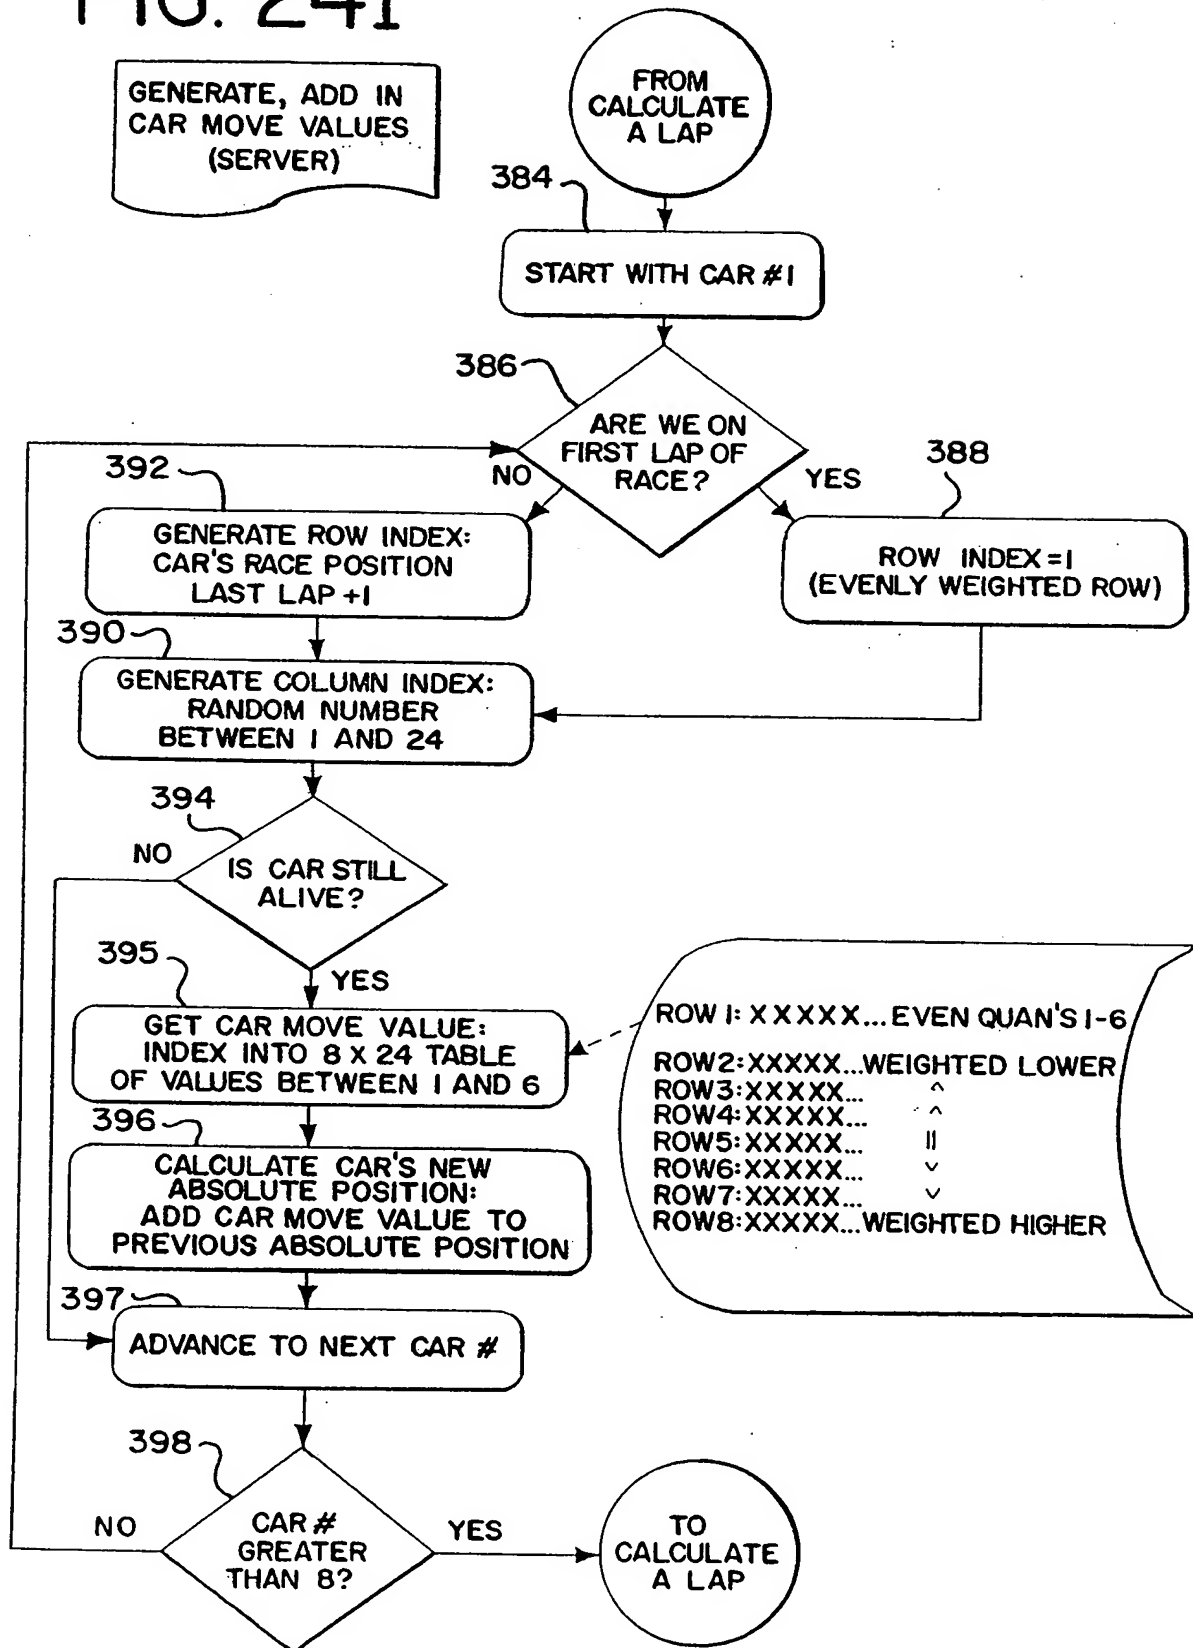 FIG. 24I
GENERATE, ADD IN
CAR MOVE VALUES
(SERVER)
FROM
CALCULATE
A LAP
384
START WITH CAR #1
386
ARE WE ON
FIRST LAP OF
RACE?
NO
YES
388
ROW INDEX=1
(EVENLY WEIGHTED ROW)
392
GENERATE ROW INDEX:
CAR'S RACE POSITION
LAST LAP +1
390
GENERATE COLUMN INDEX:
RANDOM NUMBER
BETWEEN 1 AND 24
394
NO
IS CAR STILL
ALIVE?
YES
395
GET CAR MOVE VALUE:
INDEX INTO 8 X 24 TABLE
OF VALUES BETWEEN 1 AND 6
ROW 1: XXXXX...EVEN QUAN'S 1-6
ROW2:XXXXX...WEIGHTED LOWER
ROW3:XXXXX... ^
ROW4:XXXXX... ^
ROW5:XXXXX... =
ROW6:XXXXX... v
ROW7:XXXXX... v
ROW8:XXXXX...WEIGHTED HIGHER
396
CALCULATE CAR'S NEW
ABSOLUTE POSITION:
ADD CAR MOVE VALUE TO
PREVIOUS ABSOLUTE POSITION
397
ADVANCE TO NEXT CAR #
398
NO
CAR #
GREATER
THAN 8?
YES
TO
CALCULATE
A LAP